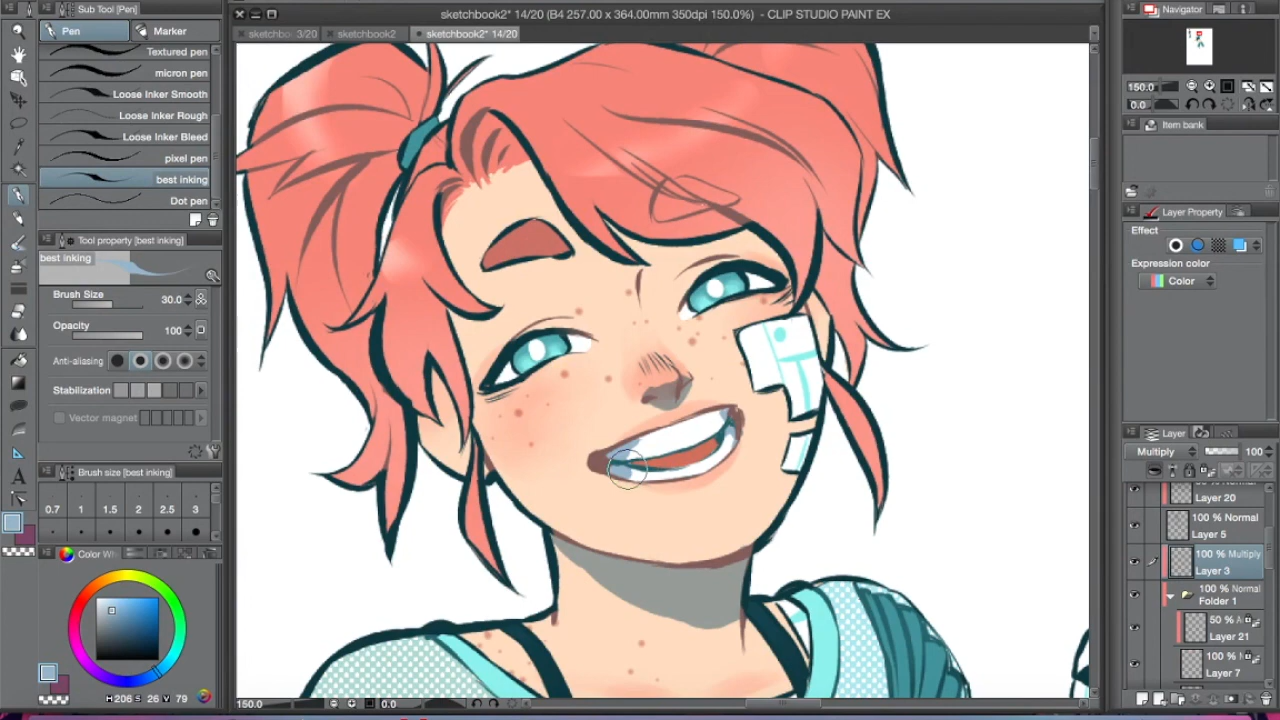 Sub Tool [Pen]
Pen
Marker
Textured pen
micron pen
Loose Inker Smooth
Loose Inker Rough
Loose Inker Bleed
pixel pen
best inking
Dot pen
Tool property [best inking]
best inking
Brush Size 30.0
Opacity 100
Anti-aliasing
Stabilization
Vector magnet
Brush size [best inking]
0.7 1 1.5 2 2.5 3
Color
H 206 S 26 V 79
sketchbook2* 14/20 (B4 257.00 x 364.00mm 350dpi 150.0%) - CLIP STUDIO PAINT EX
3/20
sketchbook2
sketchbook2* 14/20
150.0
0.0
Navigator
150.0
0.0
Item bank
Layer Property
Effect
Expression color
Color
Layer
Multiply 100
Layer 20
100 % Normal
Layer 5
100 % Multiply
Layer 3
100 % Normal
Folder 1
50 %
Layer 21
100 %
Layer 7